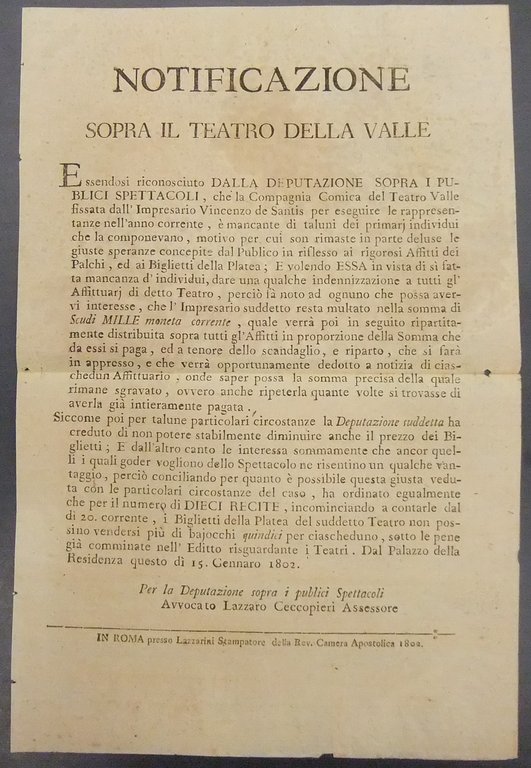 NOTIFICAZIONE
SOPRA IL TEATRO DELLA VALLE
Essendosi riconosciuto DALLA DEPUTAZIONE SOPRA I PU-
BLICI SPETTACOLI, che la Compagnia Comica del Teatro Valle
fissata dall' Impresario Vincenzo de Santis per eseguire le rappresen-
tanze nell'anno corrente, è mancante di taluni dei primarj individui
che la componevano, motivo per cui son rimaste in parte deluse le
giuste speranze concepite dal Publico in riflesso ai rigorosi Affitti dei
Palchi, ed ai Biglietti della Platea; E volendo ESSA in vista di sì fat-
ta mancanza d'individui, dare una qualche indennizzazione a tutti gl'
Affittuarj di detto Teatro, perciò fà noto ad ognuno che possa aver-
vi interesse, che l' Impresario suddetto resta multato nella somma di
Scudi MILLE moneta corrente, quale verrà poi in seguito ripartita-
mente distribuita sopra tutti gl'Affitti in proporzione della Somma che
da essi si paga, ed a tenore dello scandaglio, e riparto, che si farà
in appresso, e che verrà opportunamente dedotto a notizia di cias-
chedun Affittuario, onde saper possa la somma precisa della quale
rimane sgravato, ovvero anche ripeterla quante volte si trovasse di
averla già intieramente pagata.
Siccome poi per talune particolari circostanze la Deputazione suddetta ha
creduto di non potere stabilmente diminuire anche il prezzo dei Bi-
glietti; E dall'altro canto le interessa sommamente che ancor quel-
li i quali goder vogliono dello Spettacolo ne risentino un qualche van-
taggio, perciò conciliando per quanto è possibile questa giusta vedu-
ta con le particolari circostanze del caso, ha ordinato egualmente
che per il numero di DIECI RECITE, incominciando a contarle dal
dì 20. corrente, i Biglietti della Platea del suddetto Teatro non pos-
sino vendersi più di bajocchi quindici per ciascheduno, sotto le pene
già comminate nell' Editto risguardante i Teatri. Dal Palazzo della
Residenza questo dì 15. Gennaro 1802.
Per la Deputazione sopra i publici Spettacoli
Avvocato Lazzaro Ceccopieri Assessore
IN ROMA presso Lazzarini Stampatore della Rev. Camera Apostolica 1802.